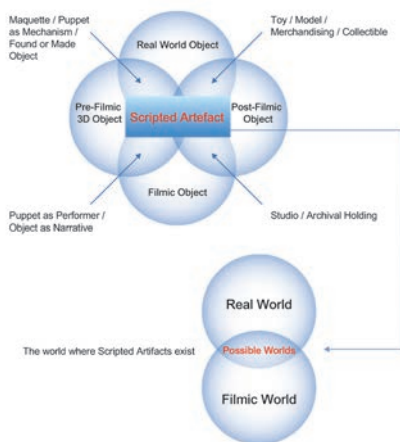 Maquette / Puppet
as Mechanism /
Found or Made
Object
Toy / Model /
Merchandising / Collectible
Real World Object
Pre-Filmic
3D Object
Scripted Artefact
Post-Filmic
Object
Filmic Object
Puppet as Performer /
Object as Narrative
Studio / Archival Holding
Real World
The world where Scripted Artifacts exist
Possible Worlds
Filmic World